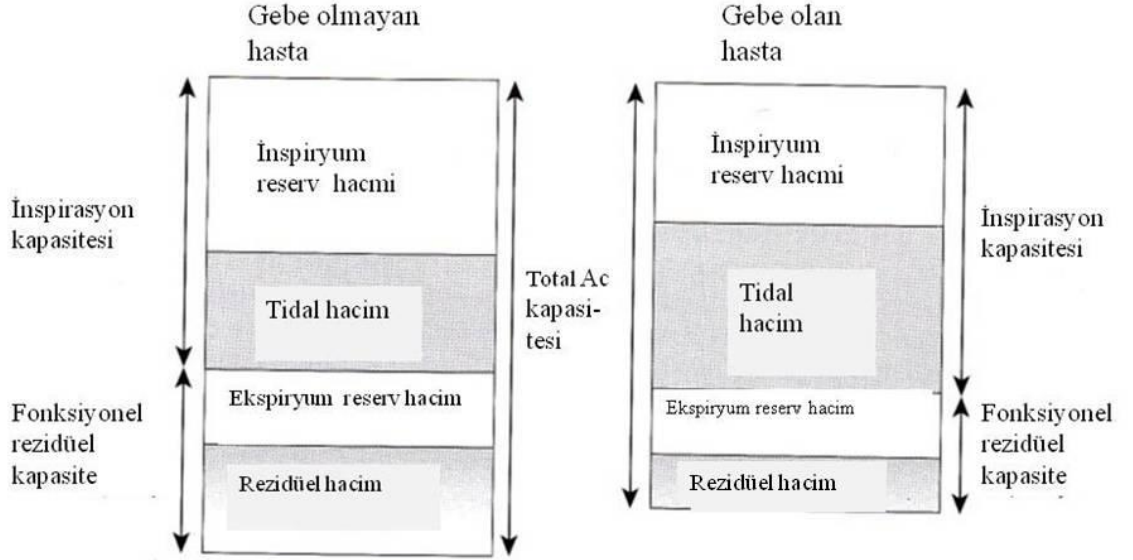 Gebe olmayan
hasta
İnspiryum
reserv hacmi
İnspirasyon
kapasitesi
Tidal hacim
Total Ac
kapasi-
tesi
Ekspiryum reserv hacim
Fonksiyonel
rezidüel
kapasite
Rezidüel hacim
Gebe olan
hasta
İnspiryum
reserv hacmi
İnspirasyon
kapasitesi
Tidal
hacim
Ekspiryum reserv hacim
Fonksiyonel
rezidüel
kapasite
Rezidüel hacim